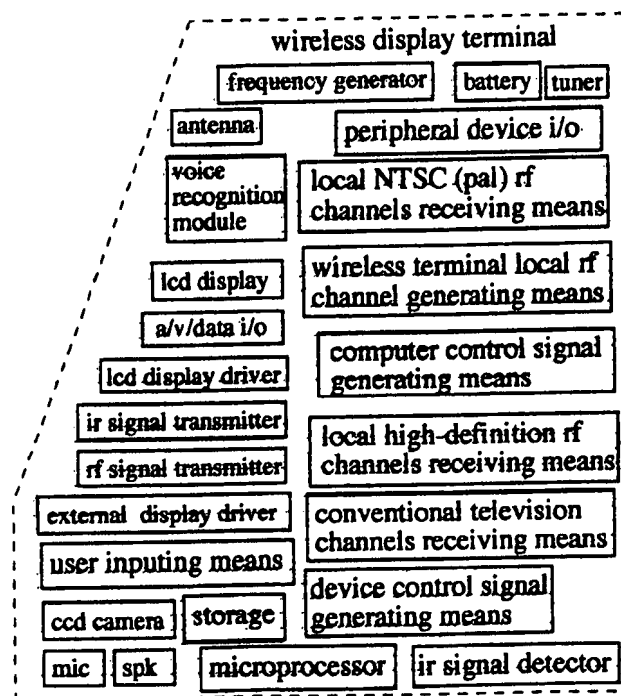 wireless display terminal
frequency generator
battery
tuner
antenna
peripheral device i/o
voice
recognition
module
local NTSC (pal) rf
channels receiving means
lcd display
wireless terminal local rf
channel generating means
a/v/data i/o
lcd display driver
computer control signal
generating means
ir signal transmitter
rf signal transmitter
local high-definition rf
channels receiving means
external display driver
conventional television
channels receiving means
user inputing means
device control signal
generating means
ccd camera
storage
mic
spk
microprocessor
ir signal detector